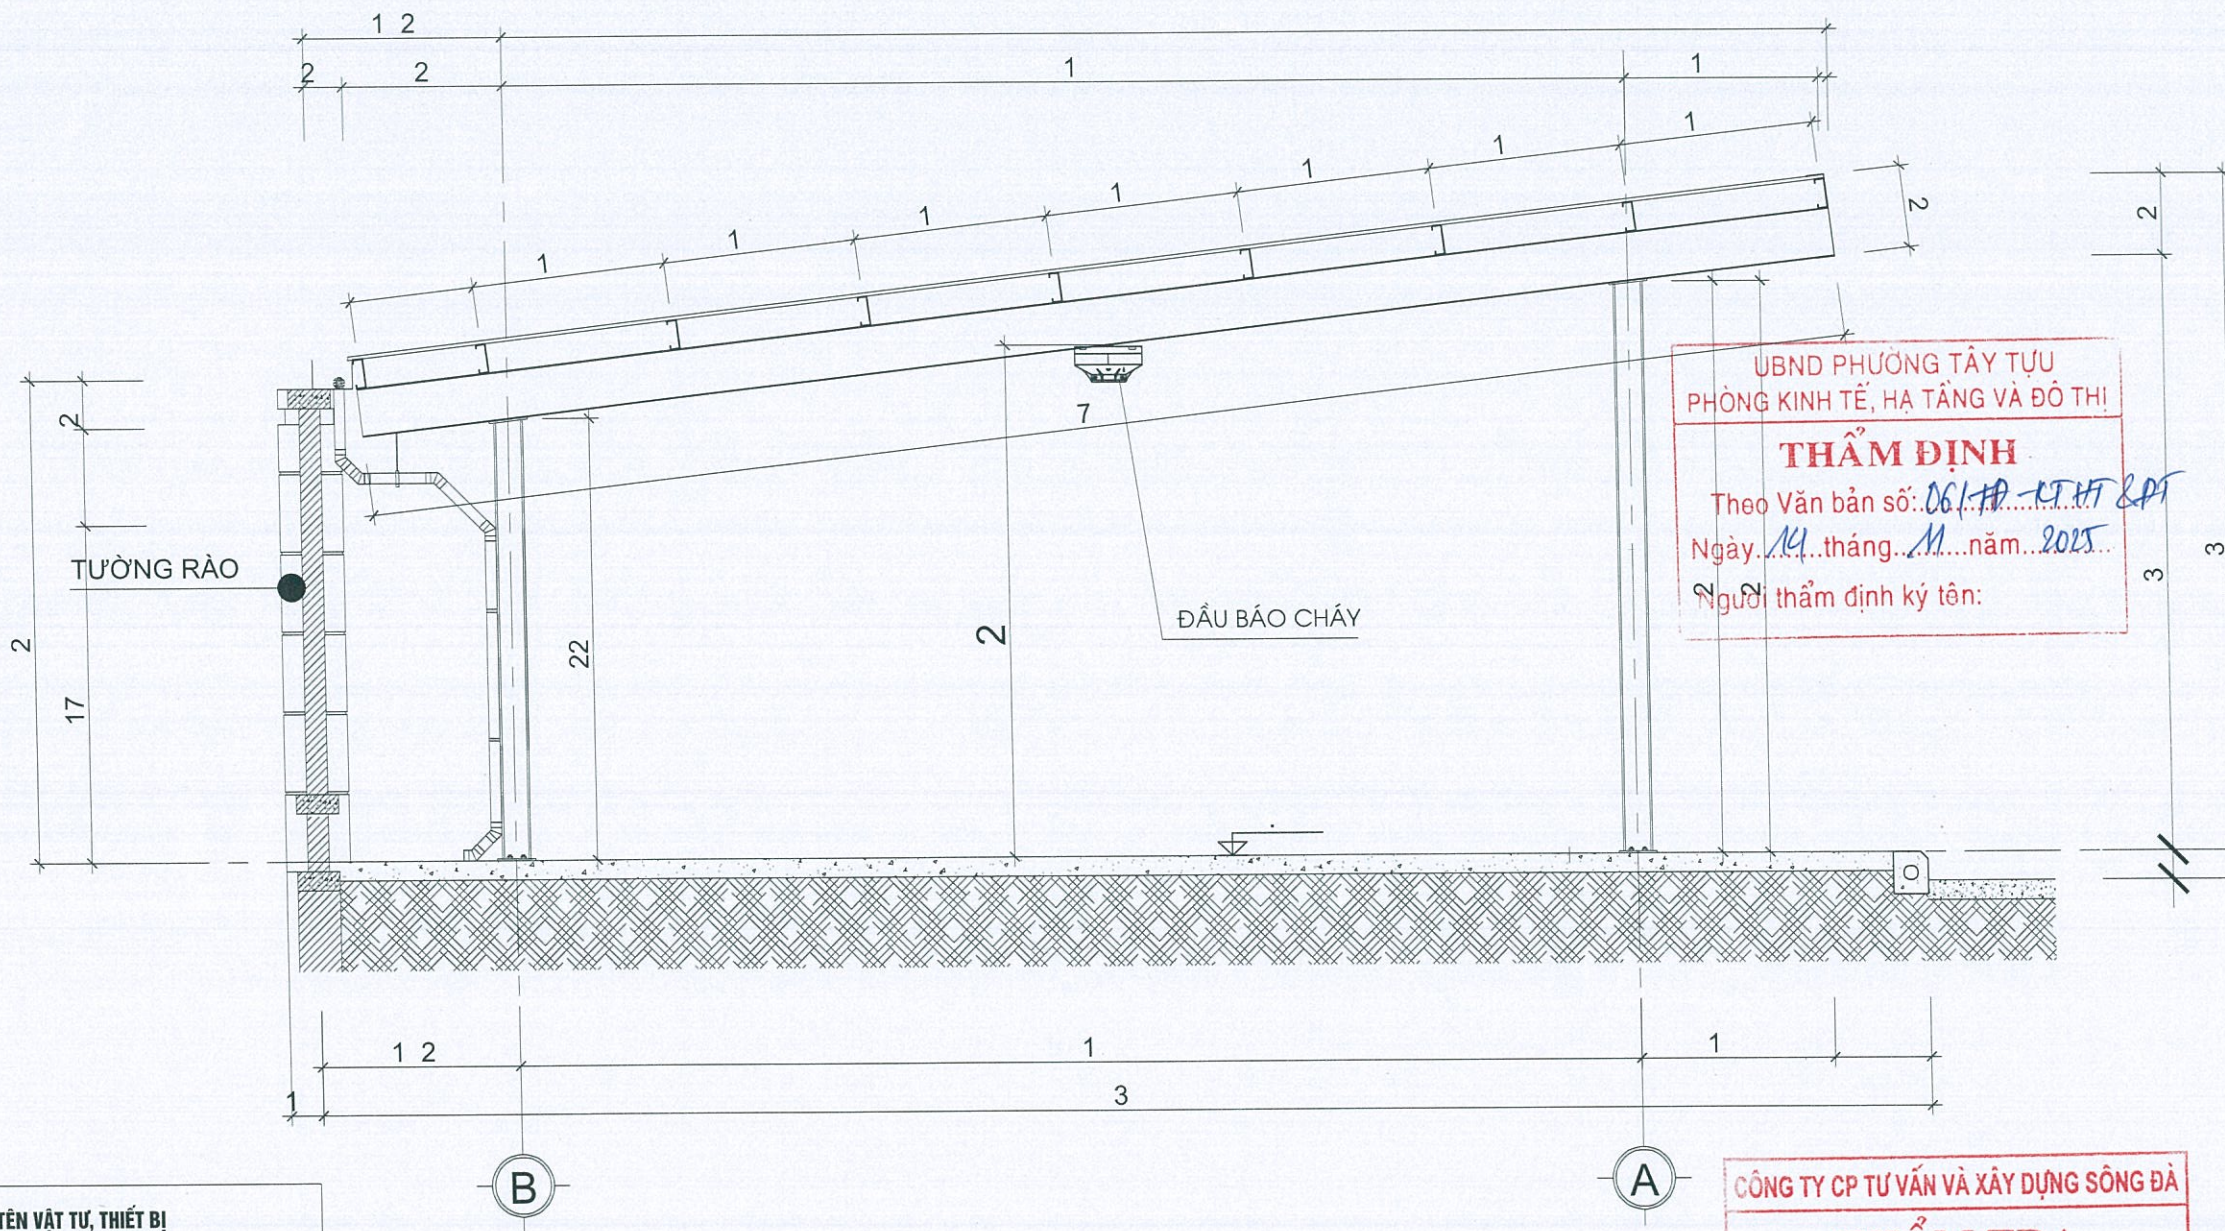 1 2
2
2
1
1
1
1
1
1
1
1
1
2
2
3
2
7
UBND PHƯỜNG TÂY TỰU
PHÒNG KINH TẾ, HẠ TẦNG VÀ ĐÔ THỊ
THẨM ĐỊNH
Theo Văn bản số: 06/TĐ-KTHT&ĐT
Ngày 14 tháng 11 năm 2025
Người thẩm định ký tên:
2
2
3
TƯỜNG RÀO
ĐẦU BÁO CHÁY
2
22
2
17
1 2
1
1
1
3
B
A
CÔNG TY CP TƯ VẤN VÀ XÂY DỰNG SÔNG ĐÀ
TÊN VẬT TƯ, THIẾT BỊ